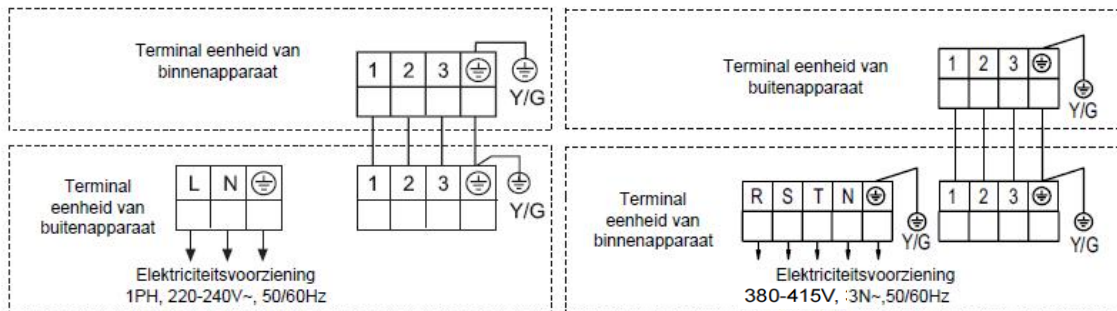 Terminal eenheid van
binnenapparaat
1 2 3
Y/G
Terminal
eenheid van
buitenapparaat
L N
1 2 3
Y/G
Elektriciteitsvoorziening
1PH, 220-240V~, 50/60Hz
Terminal eenheid van
buitenapparaat
1 2 3
Y/G
Terminal
eenheid van
binnenapparaat
R S T N
Y/G
1 2 3
Y/G
Elektriciteitsvoorziening
380-415V, 3N~,50/60Hz